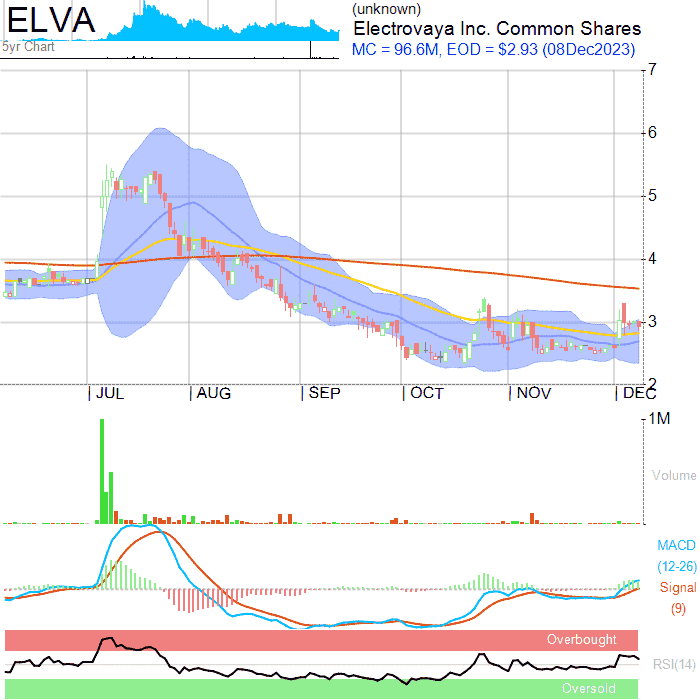 ELVA
5yr Chart
(unknown)
Electrovaya Inc. Common Shares
MC = 96.6M, EOD = $2.93 (08Dec2023)
7
6
5
4
3
2
JUL
AUG
SEP
OCT
NOV
DEC
1M
Volume
MACD
(12-26)
Signal
(9)
Overbought
RSI(14)
Oversold